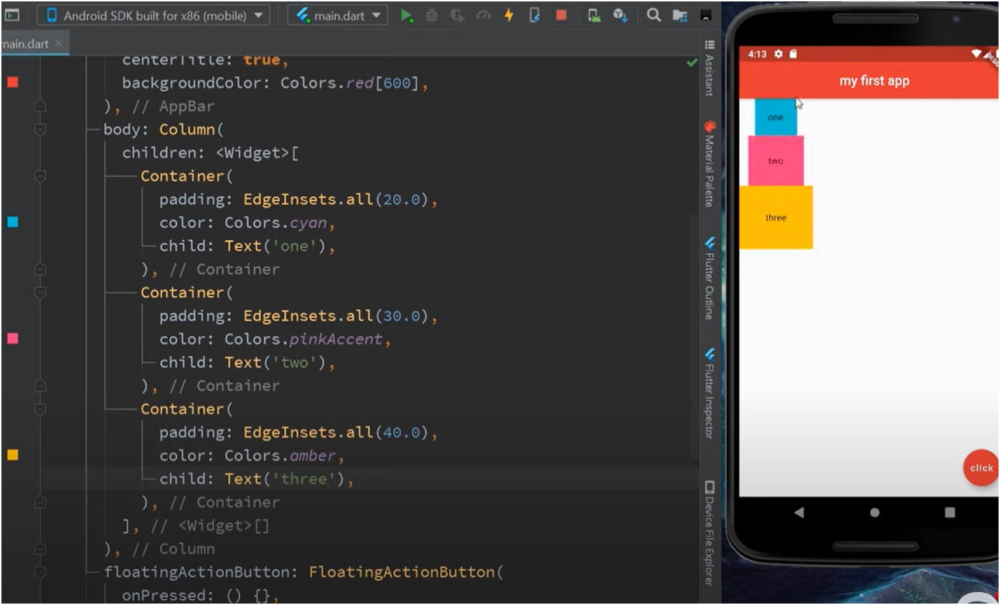 Android SDK built for x86 (mobile)
main.dart
main.dart
centerTitle: true,
backgroundColor: Colors.red[600],
), // AppBar
body: Column(
children: <Widget>[
Container(
padding: EdgeInsets.all(20.0),
color: Colors.cyan,
child: Text('one'),
), // Container
Container(
padding: EdgeInsets.all(30.0),
color: Colors.pinkAccent,
child: Text('two'),
), // Container
Container(
padding: EdgeInsets.all(40.0),
color: Colors.amber,
child: Text('three'),
), // Container
], // <Widget>[]
), // Column
floatingActionButton: FloatingActionButton(
onPressed: () {},
Assistant
Material Palette
Flutter Outline
Flutter Inspector
Device File Explorer
4:13
my first app
one
two
three
click